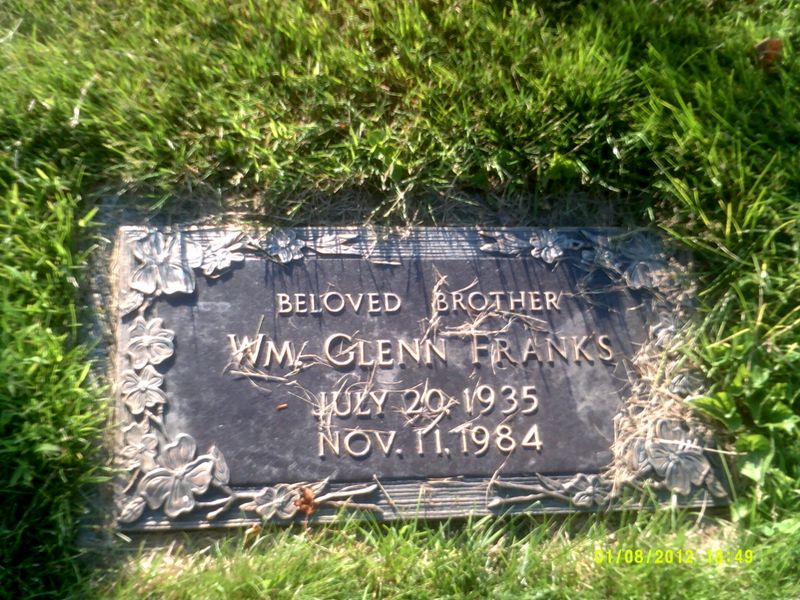 BELOVED BROTHER
WM. GLENN FRANKS
JULY 20, 1935
NOV. 11, 1984
01/08/2012 18:49